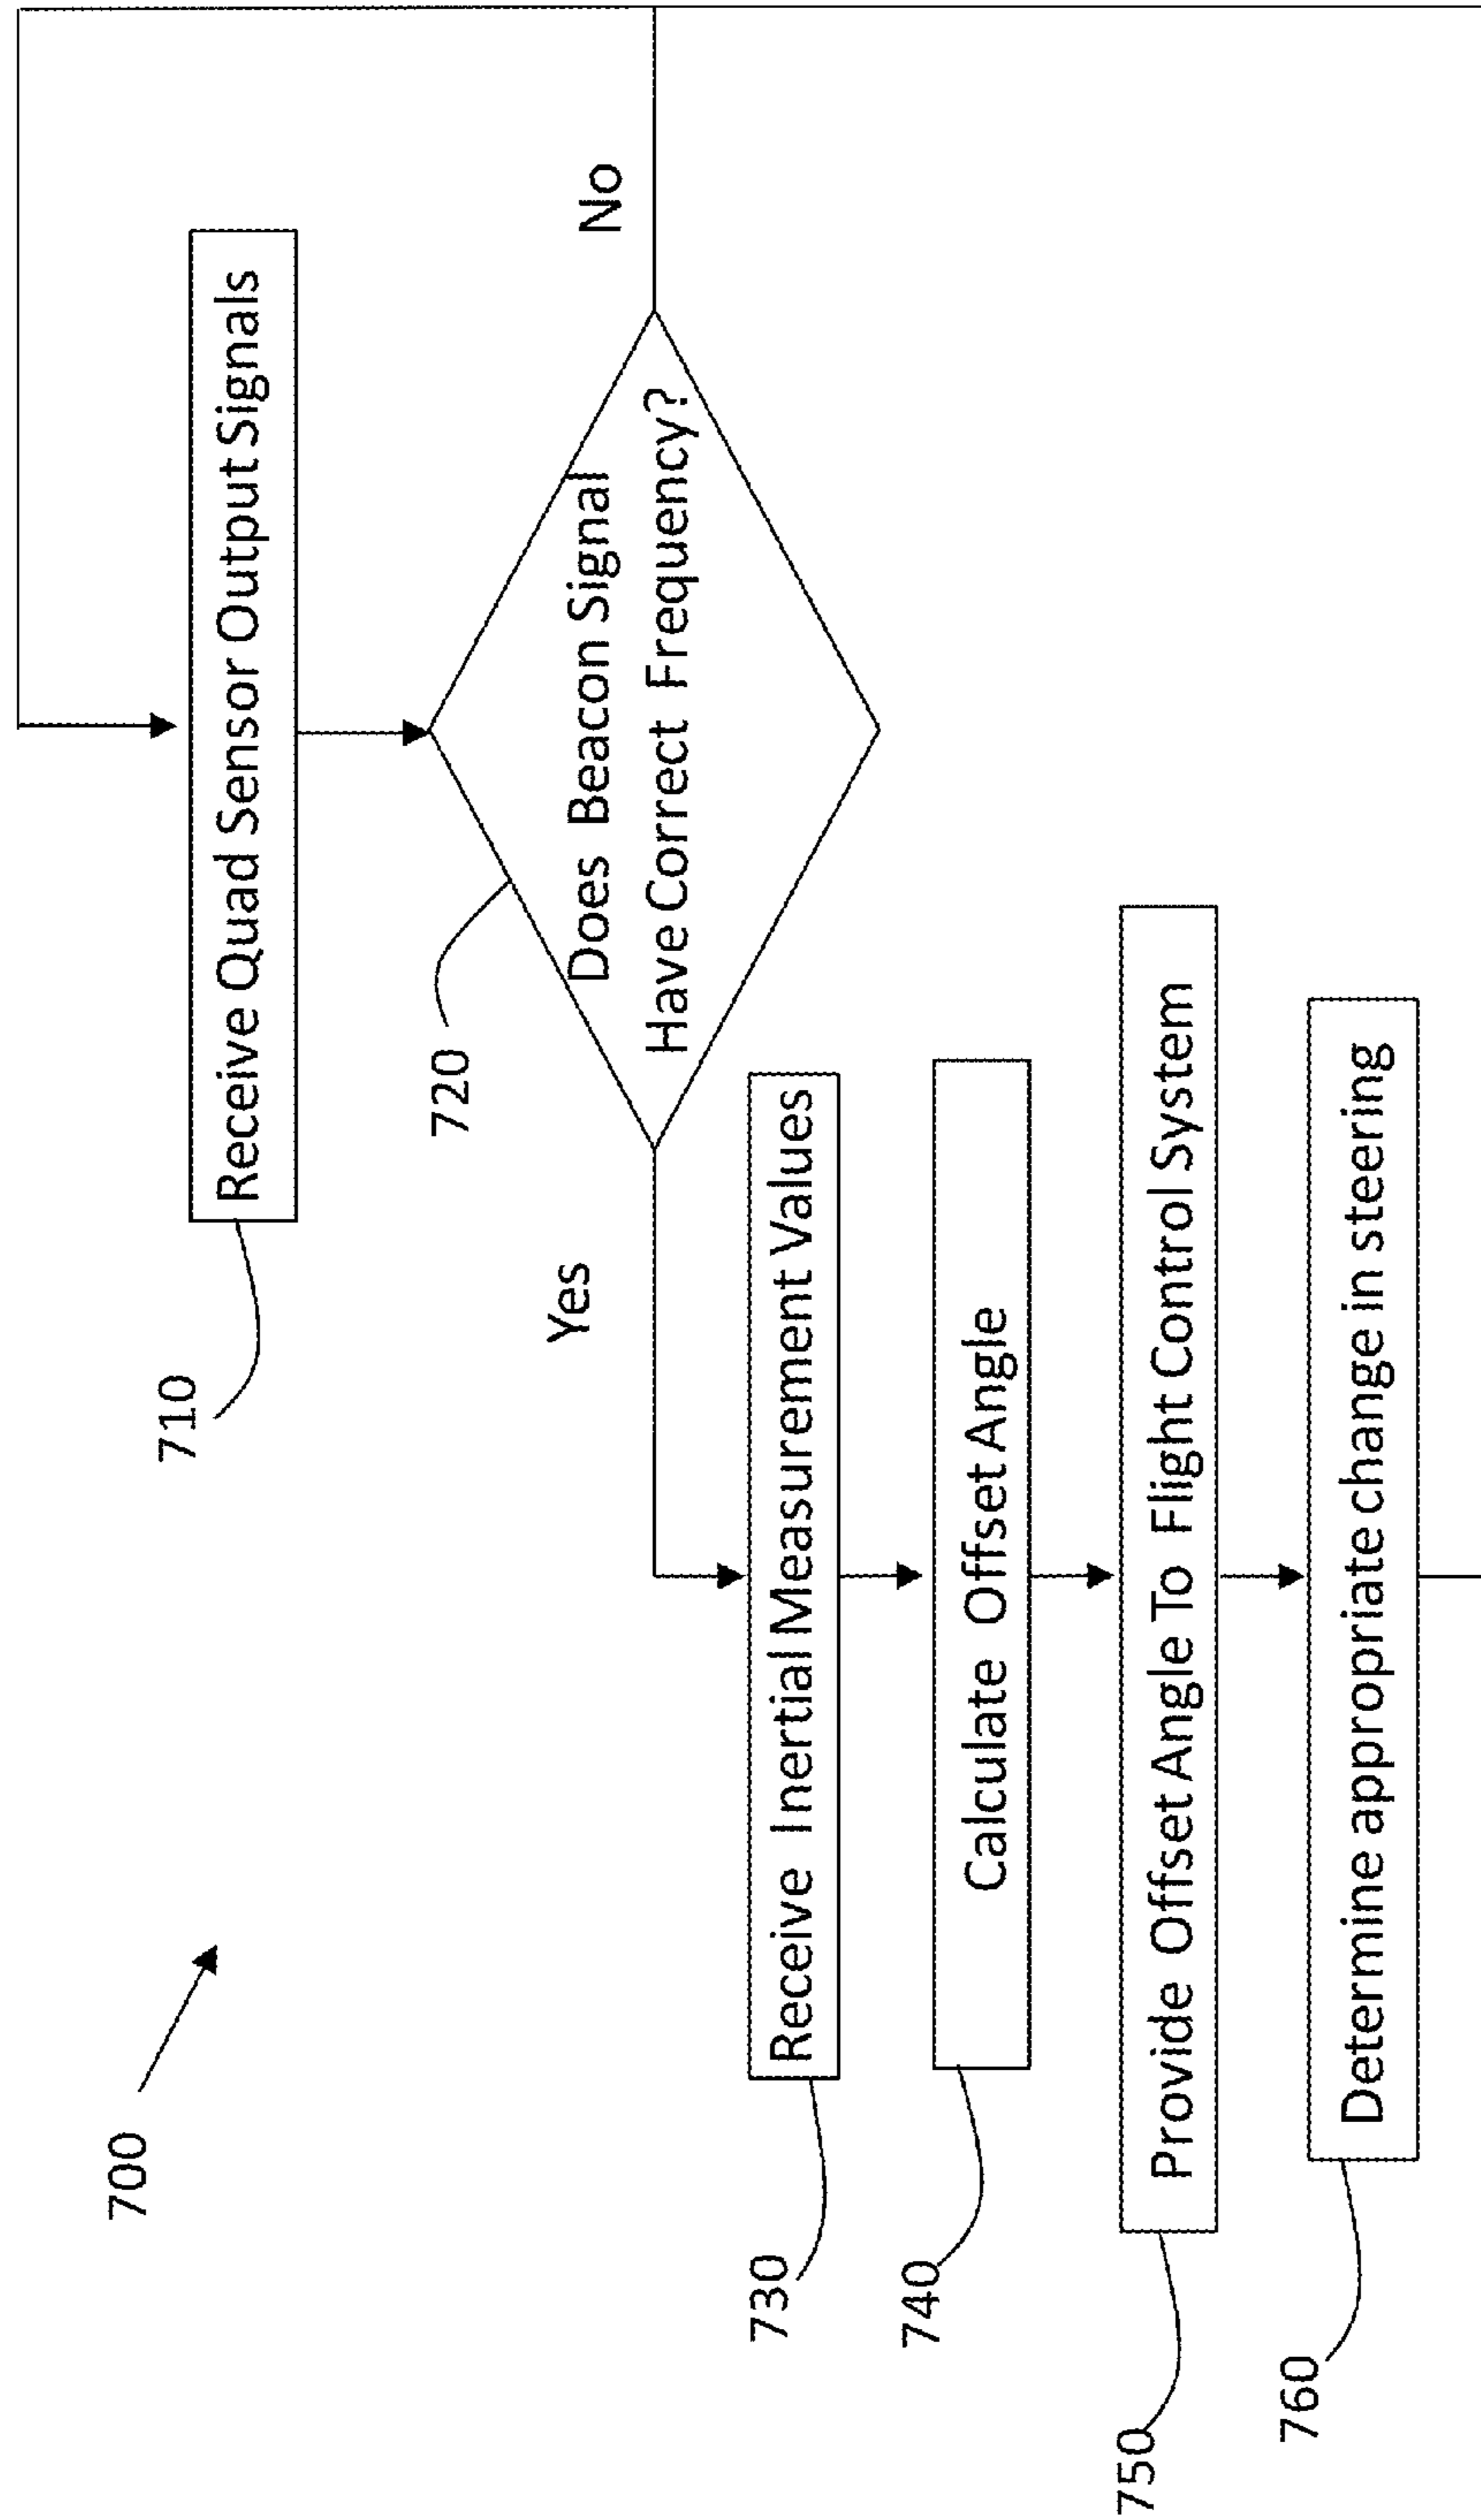 700
710
Receive Quad Sensor Output Signals
720
Does Beacon Signal
Have Correct Frequency?
Yes
No
730
Receive Inertial Measurement Values
740
Calculate Offset Angle
750
Provide Offset Angle To Flight Control System
760
Determine appropriate change in steering